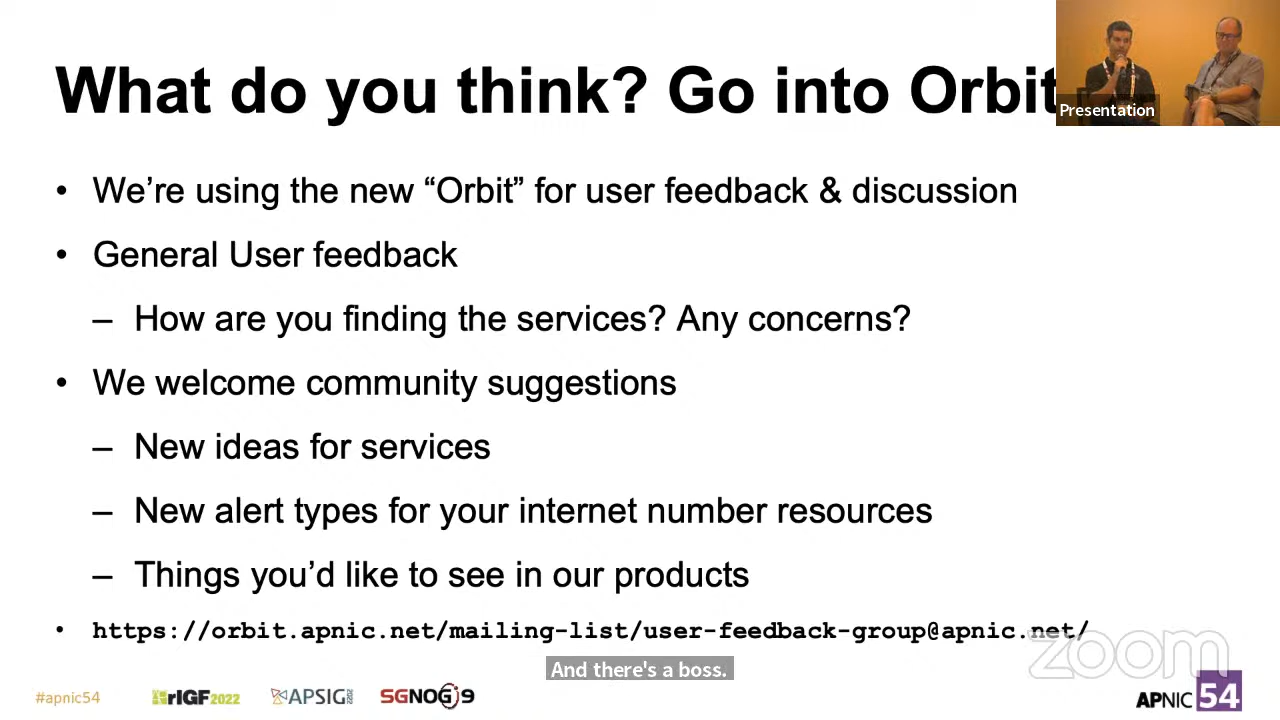 What do you think? Go into Orbit
Presentation
• We’re using the new “Orbit” for user feedback & discussion
• General User feedback
– How are you finding the services? Any concerns?
• We welcome community suggestions
– New ideas for services
– New alert types for your internet number resources
– Things you’d like to see in our products
• https://orbit.apnic.net/mailing-list/user-feedback-group@apnic.net/
zoom
And there's a boss.
#apnic54
rIGF2022
APSIG
SGNOG 9
APNIC 54